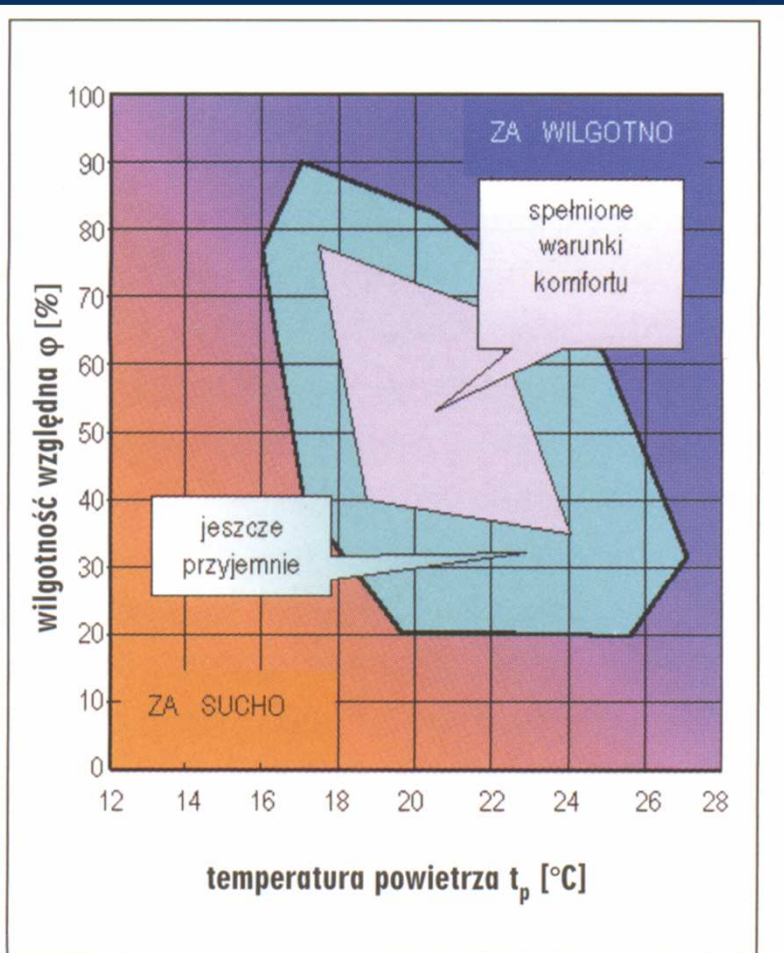 100
90
80
70
60
50
40
30
20
10
0
wilgotność względna φ [%]
ZA WILGOTNO
spełnione
warunki
komfortu
jeszcze
przyjemnie
ZA SUCHO
12 14 16 18 20 22 24 26 28
temperatura powietrza tp [°C]